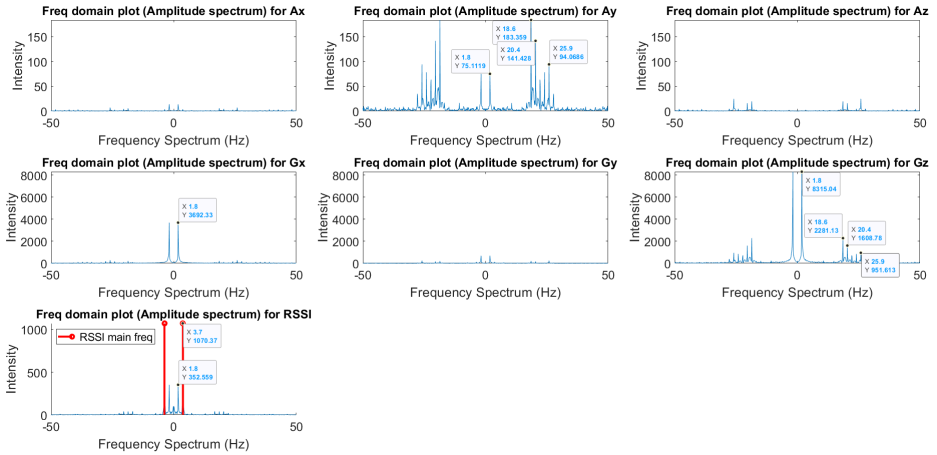 Freq domain plot (Amplitude spectrum) for Ax
Intensity
150
100
50
0
-50
0
50
Frequency Spectrum (Hz)
Freq domain plot (Amplitude spectrum) for Ay
Intensity
150
100
50
0
X 18.6
Y 183.359
X 1.8
Y 75.1119
X 20.4
Y 141.428
X 25.9
Y 94.0686
-50
0
50
Frequency Spectrum (Hz)
Freq domain plot (Amplitude spectrum) for Az
Intensity
150
100
50
0
-50
0
50
Frequency Spectrum (Hz)
Freq domain plot (Amplitude spectrum) for Gx
Intensity
8000
6000
4000
2000
0
X 1.8
Y 3692.33
-50
0
50
Frequency Spectrum (Hz)
Freq domain plot (Amplitude spectrum) for Gy
Intensity
8000
6000
4000
2000
0
-50
0
50
Frequency Spectrum (Hz)
Freq domain plot (Amplitude spectrum) for Gz
Intensity
8000
6000
4000
2000
0
X 1.8
Y 8315.04
X 18.6
Y 2281.13
X 20.4
Y 1608.78
X 25.9
Y 951.613
-50
0
50
Frequency Spectrum (Hz)
Freq domain plot (Amplitude spectrum) for RSSI
Intensity
1000
500
0
RSSI main freq
X 3.7
Y 1070.37
X 1.8
Y 352.559
-50
0
50
Frequency Spectrum (Hz)